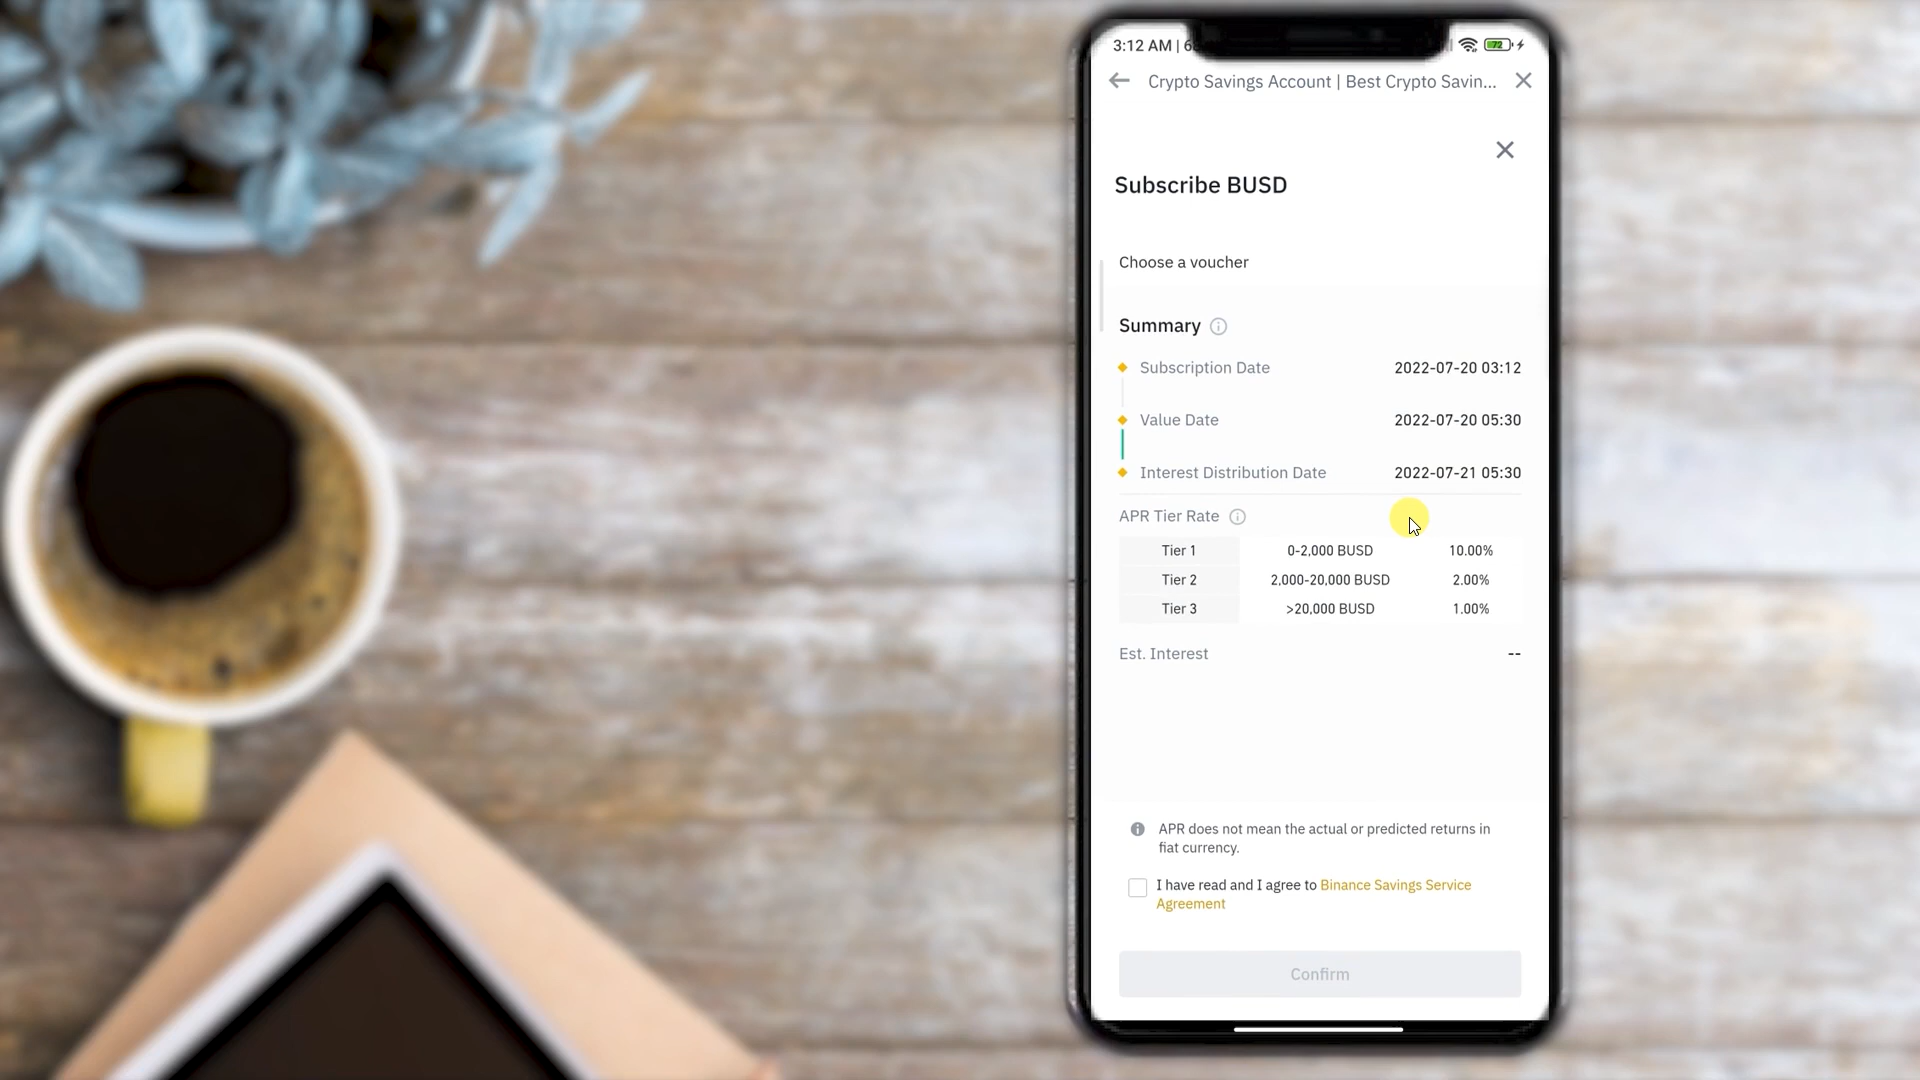 3:12 AM | 6
72
Crypto Savings Account | Best Crypto Savin...
Subscribe BUSD
Choose a voucher
Summary
Subscription Date 2022-07-20 03:12
Value Date 2022-07-20 05:30
Interest Distribution Date 2022-07-21 05:30
APR Tier Rate
Tier 1 0-2,000 BUSD 10.00%
Tier 2 2,000-20,000 BUSD 2.00%
Tier 3 >20,000 BUSD 1.00%
Est. Interest --
APR does not mean the actual or predicted returns in
fiat currency.
I have read and I agree to Binance Savings Service
Agreement
Confirm